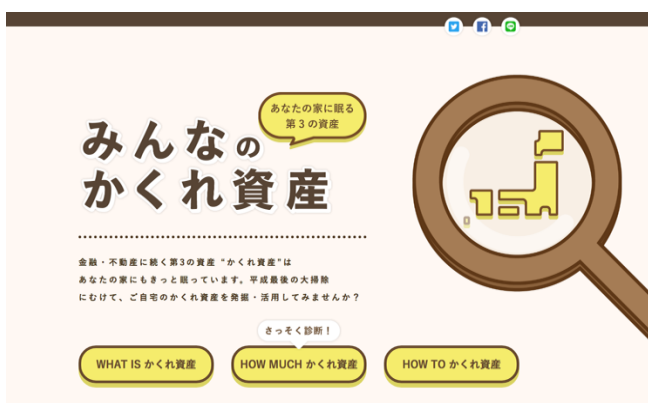 あなたの家に眠る
第3の資産
みんなの
かくれ資産
金融・不動産に続く第3の資産 “かくれ資産”は
あなたの家にもきっと眠っています。平成最後の大掃除
にむけて、ご自宅のかくれ資産を発掘・活用してみませんか？
さっそく診断！
WHAT IS かくれ資産
HOW MUCH かくれ資産
HOW TO かくれ資産